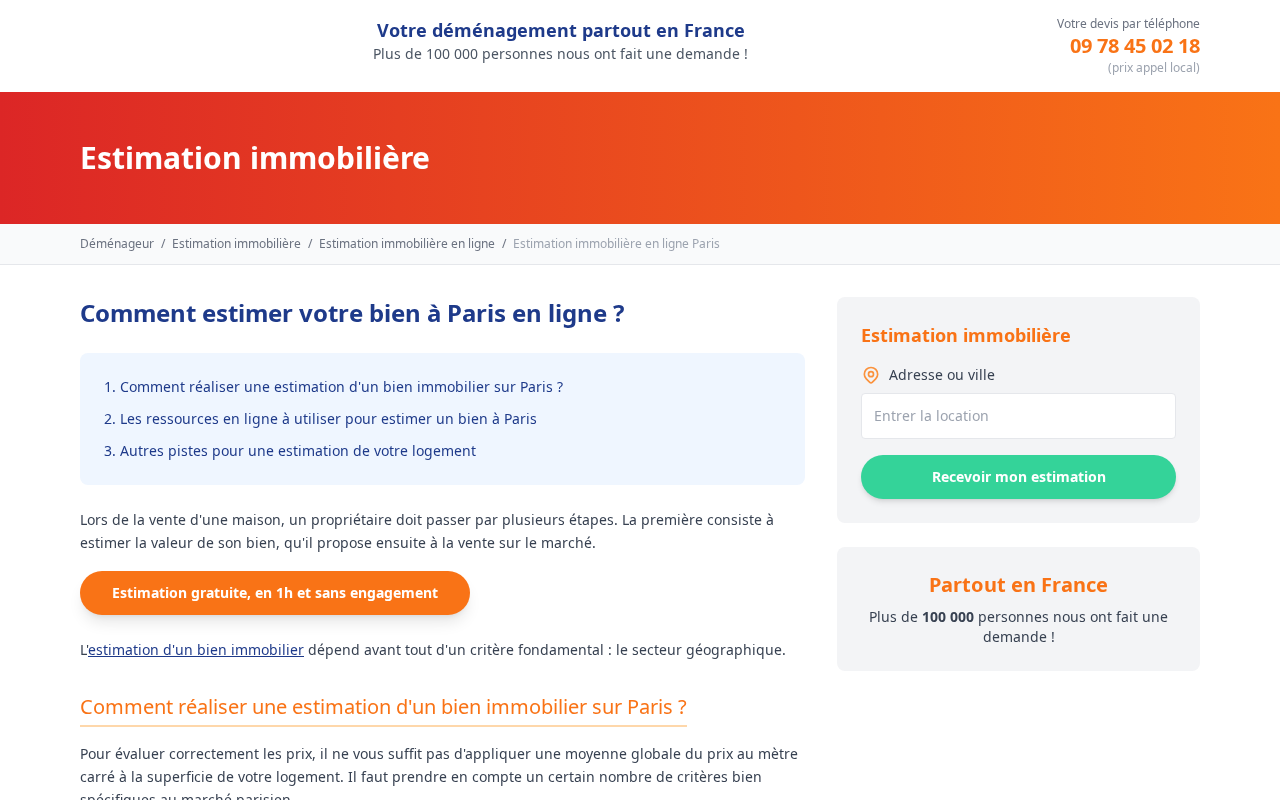 Votre déménagement partout en France
Plus de 100 000 personnes nous ont fait une demande !
Votre devis par téléphone
09 78 45 02 18
(prix appel local)
Estimation immobilière
Déménageur / Estimation immobilière / Estimation immobilière en ligne / Estimation immobilière en ligne Paris
Comment estimer votre bien à Paris en ligne ?
1. Comment réaliser une estimation d'un bien immobilier sur Paris ?
2. Les ressources en ligne à utiliser pour estimer un bien à Paris
3. Autres pistes pour une estimation de votre logement
Lors de la vente d'une maison, un propriétaire doit passer par plusieurs étapes. La première consiste à
estimer la valeur de son bien, qu'il propose ensuite à la vente sur le marché.
Estimation gratuite, en 1h et sans engagement
L'estimation d'un bien immobilier dépend avant tout d'un critère fondamental : le secteur géographique.
Comment réaliser une estimation d'un bien immobilier sur Paris ?
Pour évaluer correctement les prix, il ne vous suffit pas d'appliquer une moyenne globale du prix au mètre
carré à la superficie de votre logement. Il faut prendre en compte un certain nombre de critères bien
spécifiques au marché parisien.
Estimation immobilière
Adresse ou ville
Entrer la location
Recevoir mon estimation
Partout en France
Plus de 100 000 personnes nous ont fait une
demande !